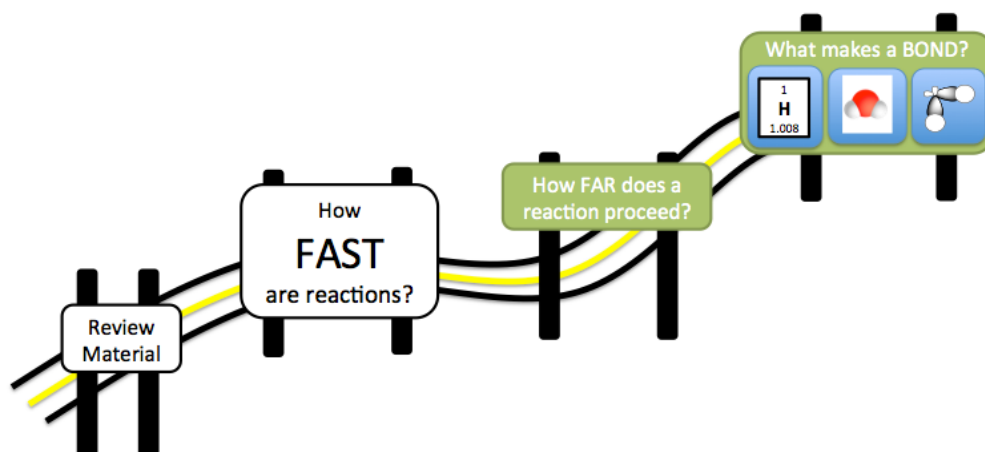 What makes a BOND?
1
H
1.008
How FAR does a
reaction proceed?
How
FAST
are reactions?
Review
Material